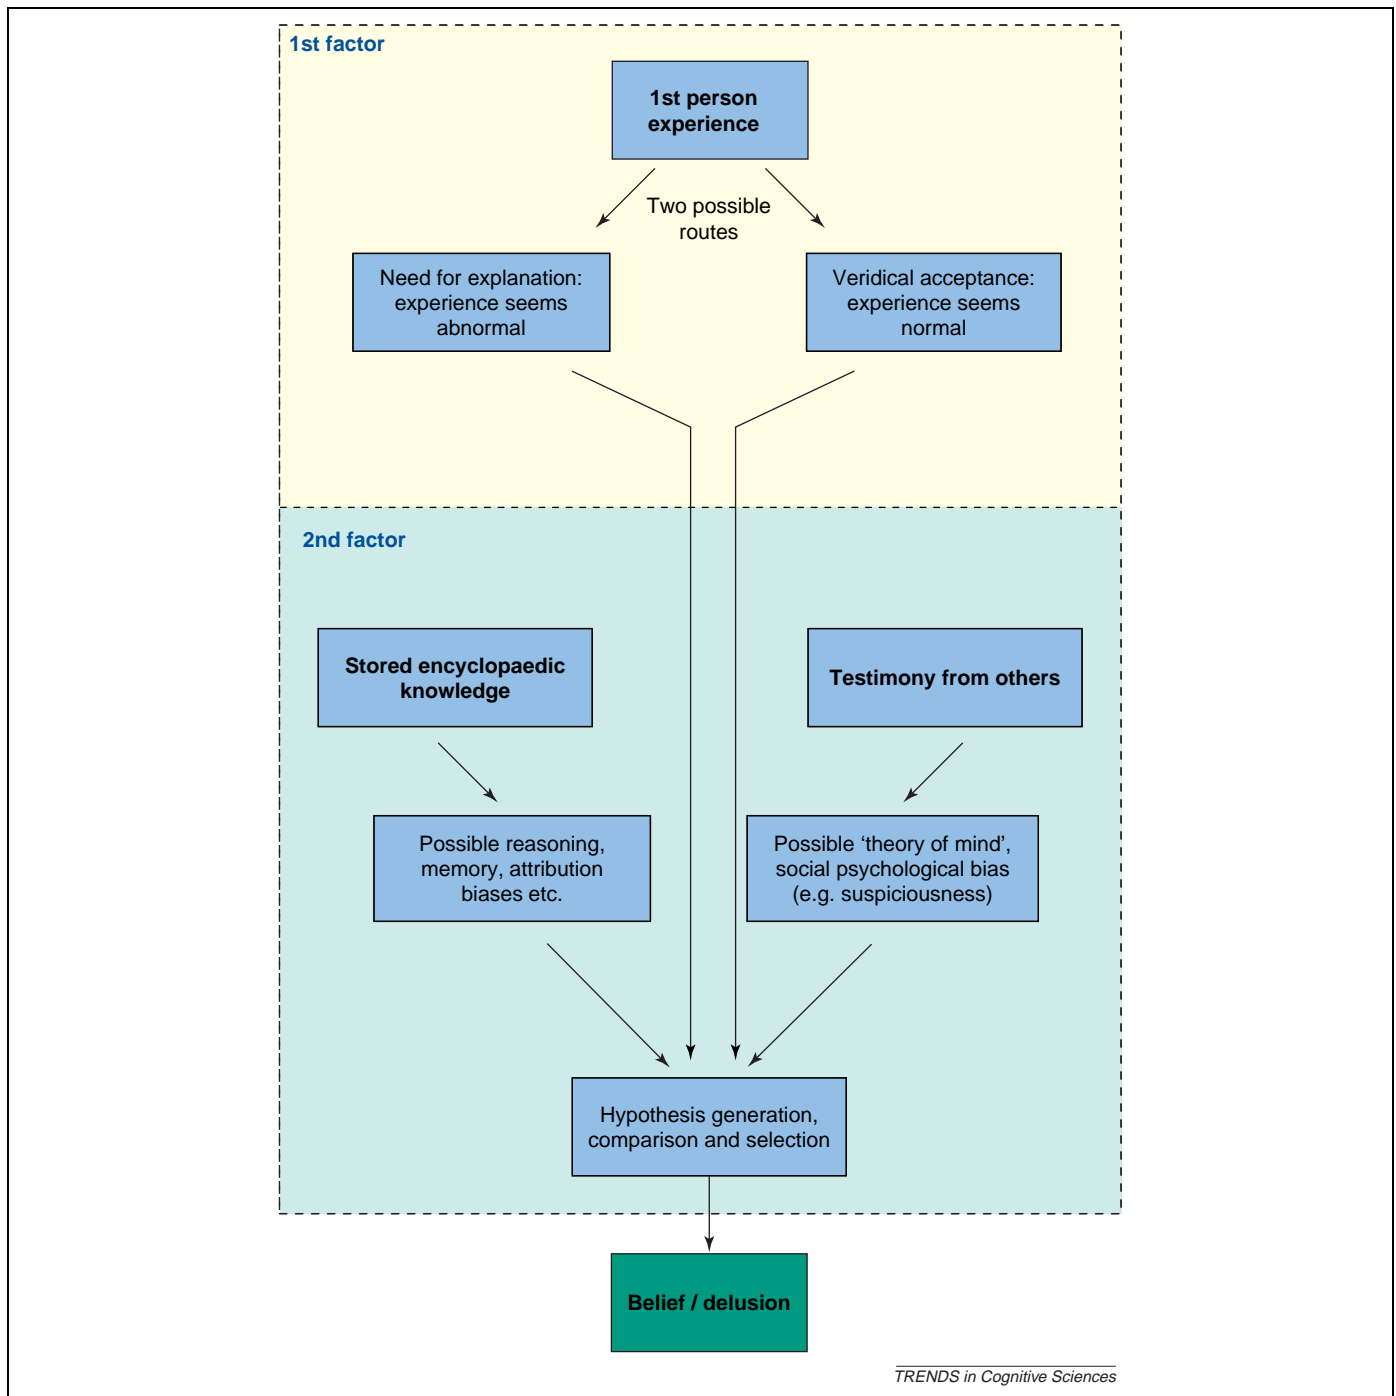 1st factor
1st person
experience
Two possible
routes
Need for explanation:
experience seems
abnormal
Veridical acceptance:
experience seems
normal
2nd factor
Stored encyclopaedic
knowledge
Testimony from others
Possible reasoning,
memory, attribution
biases etc.
Possible ‘theory of mind’,
social psychological bias
(e.g. suspiciousness)
Hypothesis generation,
comparison and selection
Belief / delusion
TRENDS in Cognitive Sciences